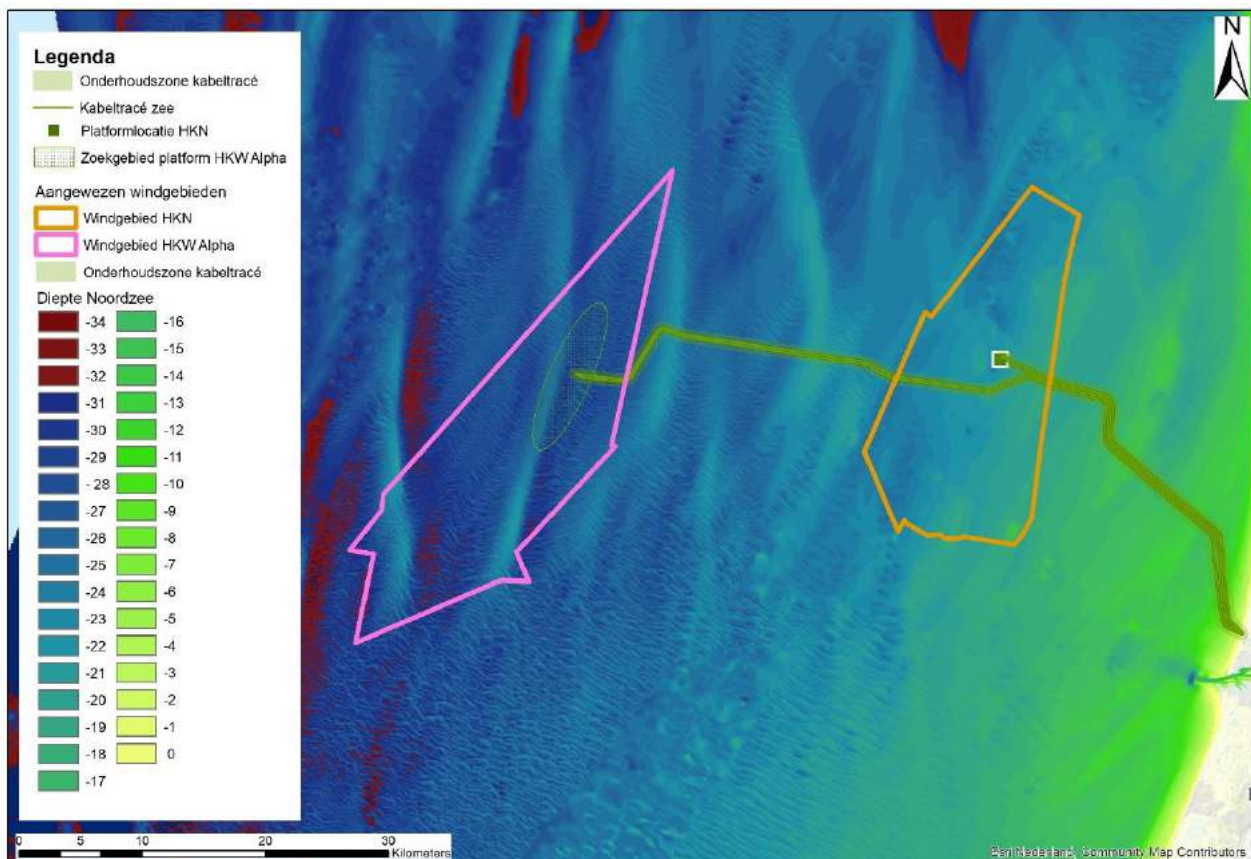 N
Legenda
Onderhoudszone kabeltracé
Kabeltracé zee
Platformlocatie HKN
Zoekgebied platform HKW Alpha
Aangewezen windgebieden
Windgebied HKN
Windgebied HKW Alpha
Onderhoudszone kabeltracé
Diepte Noordzee
-34 -16
-33 -15
-32 -14
-31 -13
-30 -12
-29 -11
-28 -10
-27 -9
-26 -8
-25 -7
-24 -6
-23 -5
-22 -4
-21 -3
-20 -2
-19 -1
-18 0
-17
0 5 10 20 30
Kilometers
Esri Nederland, Community Map Contributors